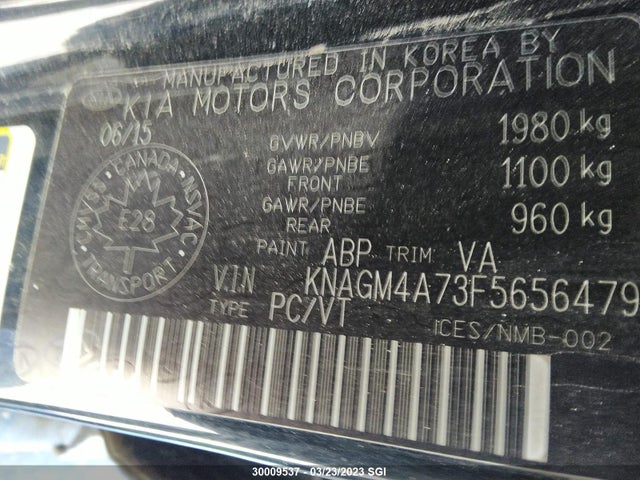 MANUFACTURED IN KOREA BY
KIA MOTORS CORPORATION
06/15
GVWR/PNBV 1980 kg
GAWR/PNBE FRONT 1100 kg
GAWR/PNBE REAR 960 kg
CMVSS - CANADA - NSVAC
E28
TRANSPORT
PAINT ABP TRIM VA
V.I.N KNAGM4A73F5656479
TYPE PC/VT ICES/NMB-002
30009537 - 03/23/2023 SGI